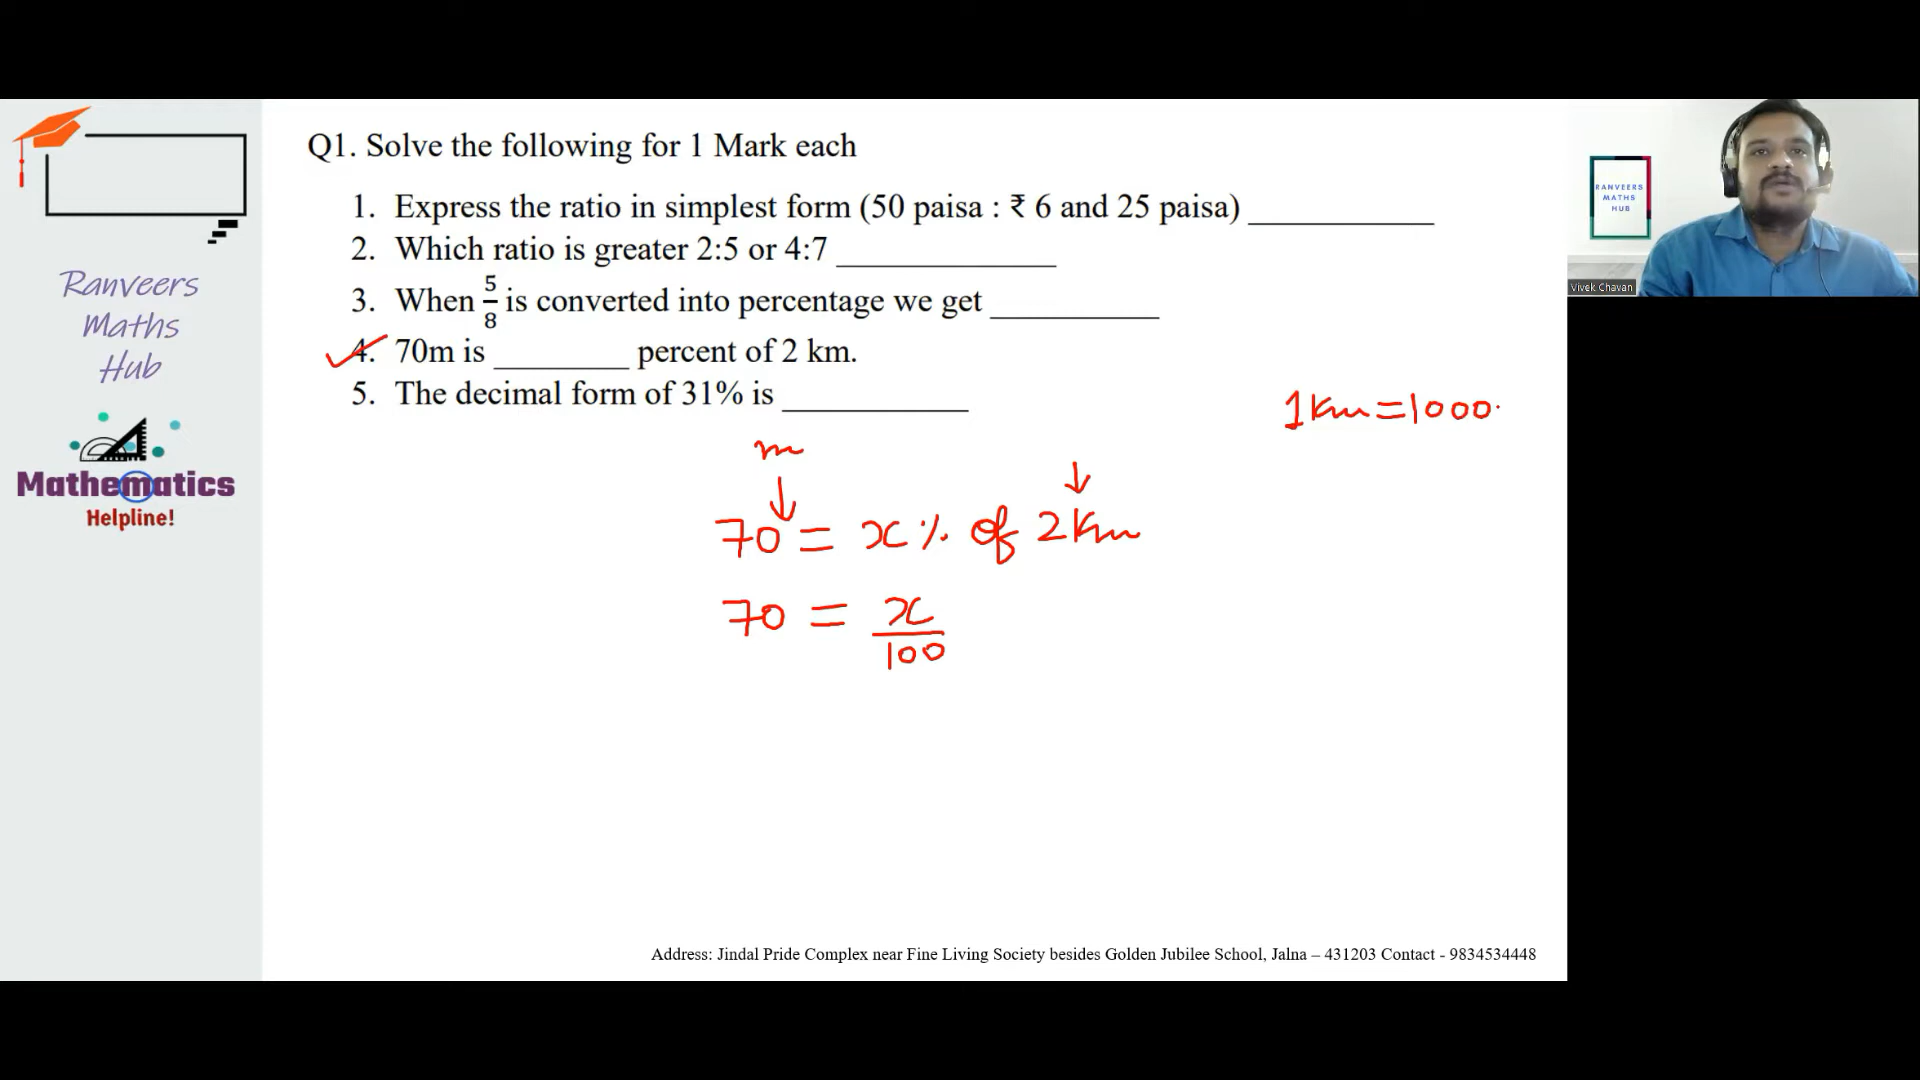 Q1. Solve the following for 1 Mark each
1. Express the ratio in simplest form (50 paisa : ₹ 6 and 25 paisa) ___________
2. Which ratio is greater 2:5 or 4:7 _____________
3. When 5/8 is converted into percentage we get __________
4. 70m is ________ percent of 2 km.
5. The decimal form of 31% is ___________
1km=1000
m
↓ ↓
70 = x% of 2km
70 = x/100
Ranveers
Maths
Hub
Mathematics
Helpline!
RANVEERS
MATHS
HUB
Vivek Chavan
Address: Jindal Pride Complex near Fine Living Society besides Golden Jubilee School, Jalna – 431203 Contact - 9834534448